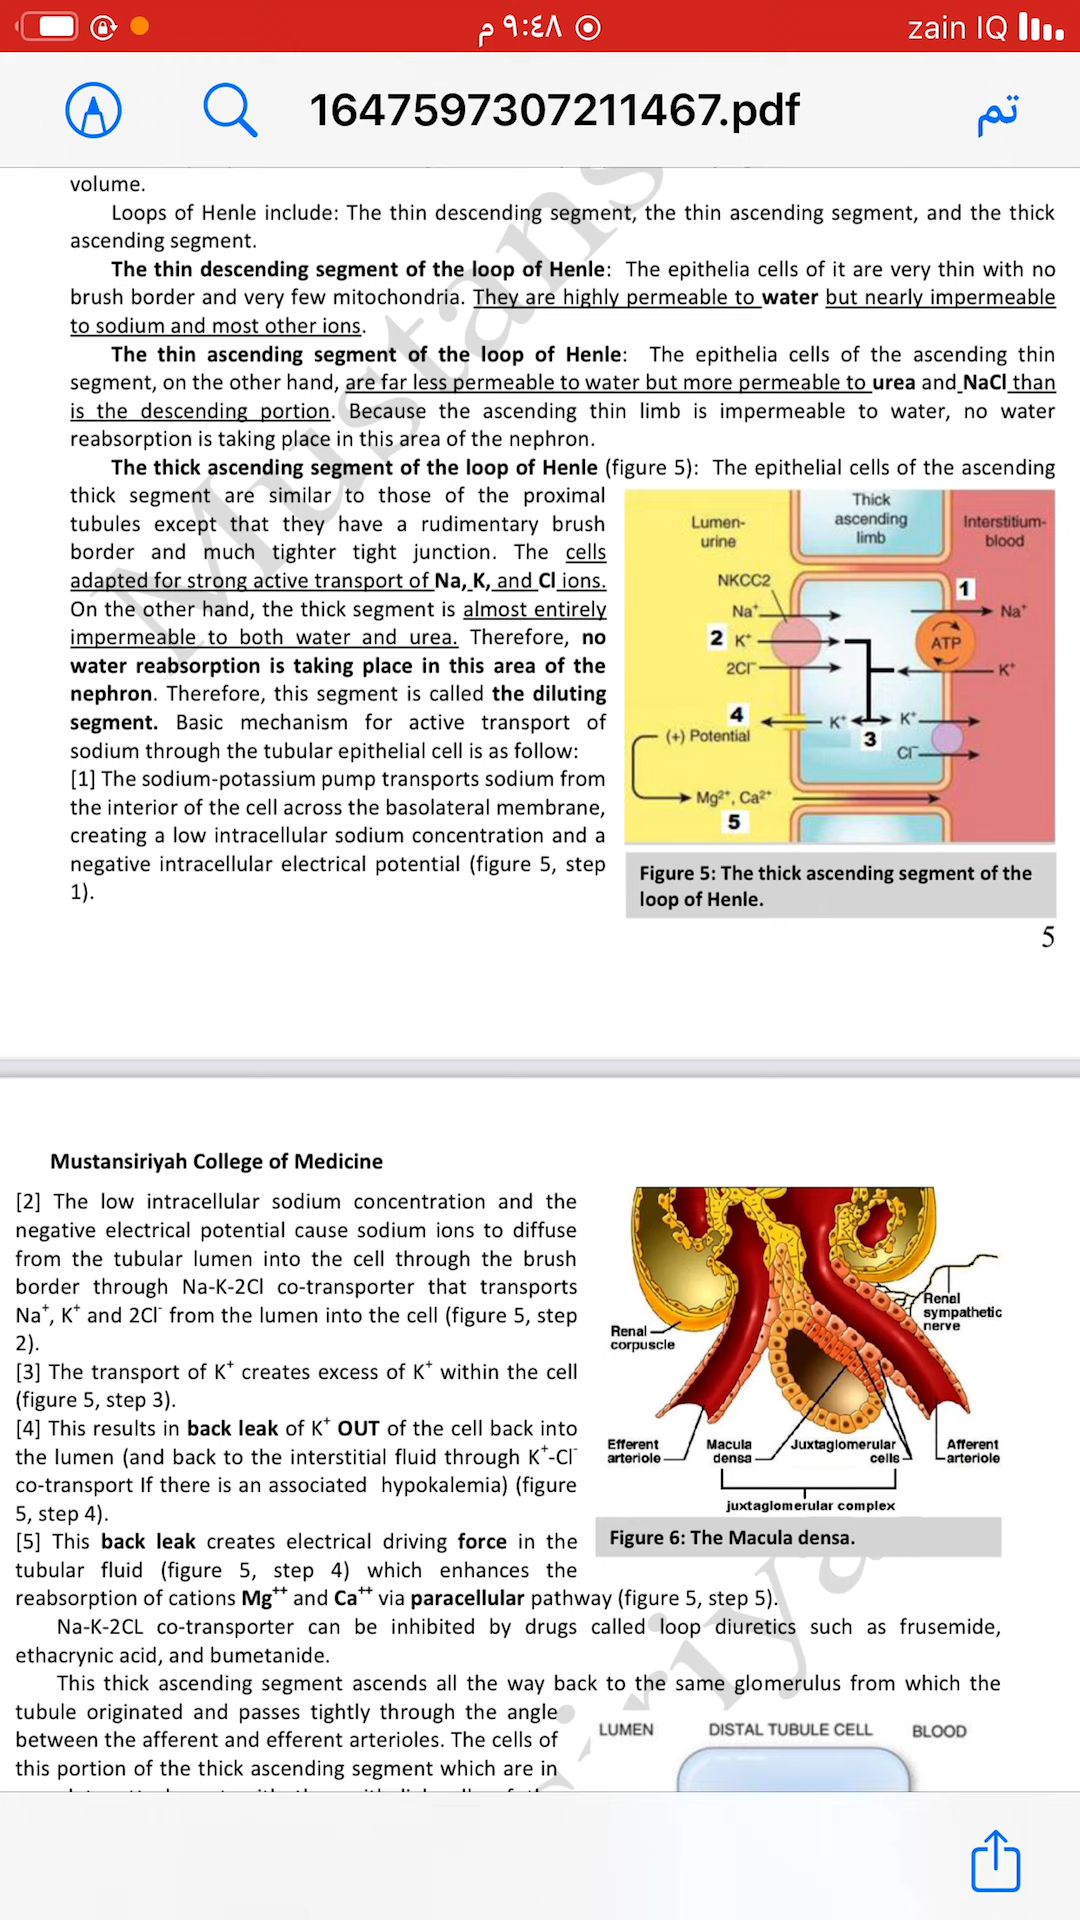 zain IQ
٩:٤٨ م
1647597307211467.pdf
تم
volume.
Loops of Henle include: The thin descending segment, the thin ascending segment, and the thick
ascending segment.
The thin descending segment of the loop of Henle: The epithelia cells of it are very thin with no
brush border and very few mitochondria. They are highly permeable to water but nearly impermeable
to sodium and most other ions.
The thin ascending segment of the loop of Henle: The epithelia cells of the ascending thin
segment, on the other hand, are far less permeable to water but more permeable to urea and NaCl than
is the descending portion. Because the ascending thin limb is impermeable to water, no water
reabsorption is taking place in this area of the nephron.
The thick ascending segment of the loop of Henle (figure 5): The epithelial cells of the ascending
thick segment are similar to those of the proximal
tubules except that they have a rudimentary brush
border and much tighter tight junction. The cells
adapted for strong active transport of Na, K, and Cl ions.
On the other hand, the thick segment is almost entirely
impermeable to both water and urea. Therefore, no
water reabsorption is taking place in this area of the
nephron. Therefore, this segment is called the diluting
segment. Basic mechanism for active transport of
sodium through the tubular epithelial cell is as follow:
[1] The sodium-potassium pump transports sodium from
the interior of the cell across the basolateral membrane,
creating a low intracellular sodium concentration and a
negative intracellular electrical potential (figure 5, step
1).
Lumen-
urine
Thick
ascending
limb
Interstitium-
blood
NKCC2
1
Na⁺
Na⁺
2 K⁺
ATP
2Cl⁻
K⁺
4
K⁺
K⁺
(+) Potential
3
Cl⁻
Mg²⁺, Ca²⁺
5
Figure 5: The thick ascending segment of the
loop of Henle.
5
Mustansiriyah College of Medicine
[2] The low intracellular sodium concentration and the
negative electrical potential cause sodium ions to diffuse
from the tubular lumen into the cell through the brush
border through Na-K-2Cl co-transporter that transports
Na⁺, K⁺ and 2Cl⁻ from the lumen into the cell (figure 5, step
2).
[3] The transport of K⁺ creates excess of K⁺ within the cell
(figure 5, step 3).
[4] This results in back leak of K⁺ OUT of the cell back into
the lumen (and back to the interstitial fluid through K⁺-Cl⁻
co-transport If there is an associated hypokalemia) (figure
5, step 4).
[5] This back leak creates electrical driving force in the
tubular fluid (figure 5, step 4) which enhances the
reabsorption of cations Mg⁺⁺ and Ca⁺⁺ via paracellular pathway (figure 5, step 5).
Renal
corpuscle
Renal
sympathetic
nerve
Efferent
arteriole
Macula
densa
Juxtaglomerular
cells
Afferent
arteriole
juxtaglomerular complex
Figure 6: The Macula densa.
Na-K-2CL co-transporter can be inhibited by drugs called loop diuretics such as frusemide,
ethacrynic acid, and bumetanide.
This thick ascending segment ascends all the way back to the same glomerulus from which the
tubule originated and passes tightly through the angle
between the afferent and efferent arterioles. The cells of
this portion of the thick ascending segment which are in
LUMEN
DISTAL TUBULE CELL
BLOOD